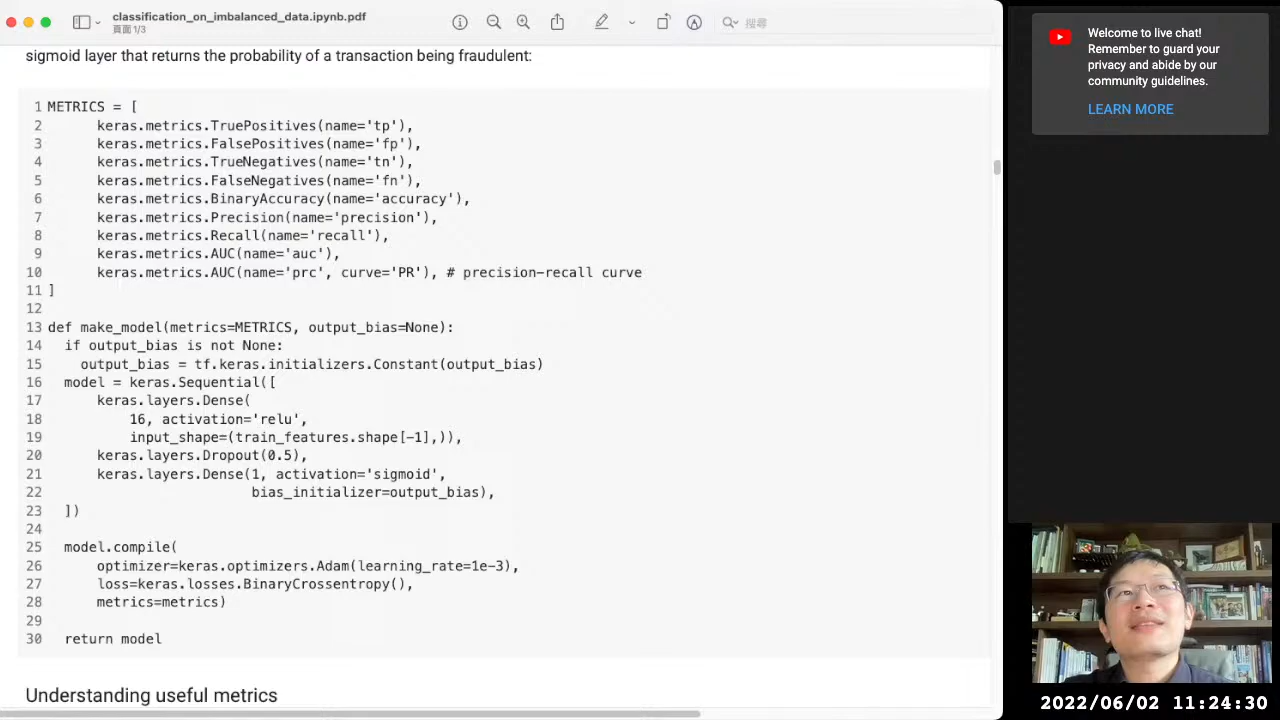 classification_on_imbalanced_data.ipynb.pdf
頁面 1/3
搜尋
sigmoid layer that returns the probability of a transaction being fraudulent:
1 METRICS = [
2 keras.metrics.TruePositives(name='tp'),
3 keras.metrics.FalsePositives(name='fp'),
4 keras.metrics.TrueNegatives(name='tn'),
5 keras.metrics.FalseNegatives(name='fn'),
6 keras.metrics.BinaryAccuracy(name='accuracy'),
7 keras.metrics.Precision(name='precision'),
8 keras.metrics.Recall(name='recall'),
9 keras.metrics.AUC(name='auc'),
10 keras.metrics.AUC(name='prc', curve='PR'), # precision-recall curve
11 ]
12
13 def make_model(metrics=METRICS, output_bias=None):
14 if output_bias is not None:
15 output_bias = tf.keras.initializers.Constant(output_bias)
16 model = keras.Sequential([
17 keras.layers.Dense(
18 16, activation='relu',
19 input_shape=(train_features.shape[-1],)),
20 keras.layers.Dropout(0.5),
21 keras.layers.Dense(1, activation='sigmoid',
22 bias_initializer=output_bias),
23 ])
24
25 model.compile(
26 optimizer=keras.optimizers.Adam(learning_rate=1e-3),
27 loss=keras.losses.BinaryCrossentropy(),
28 metrics=metrics)
29
30 return model
Understanding useful metrics
Welcome to live chat!
Remember to guard your
privacy and abide by our
community guidelines.
LEARN MORE
2022/06/02 11:24:30